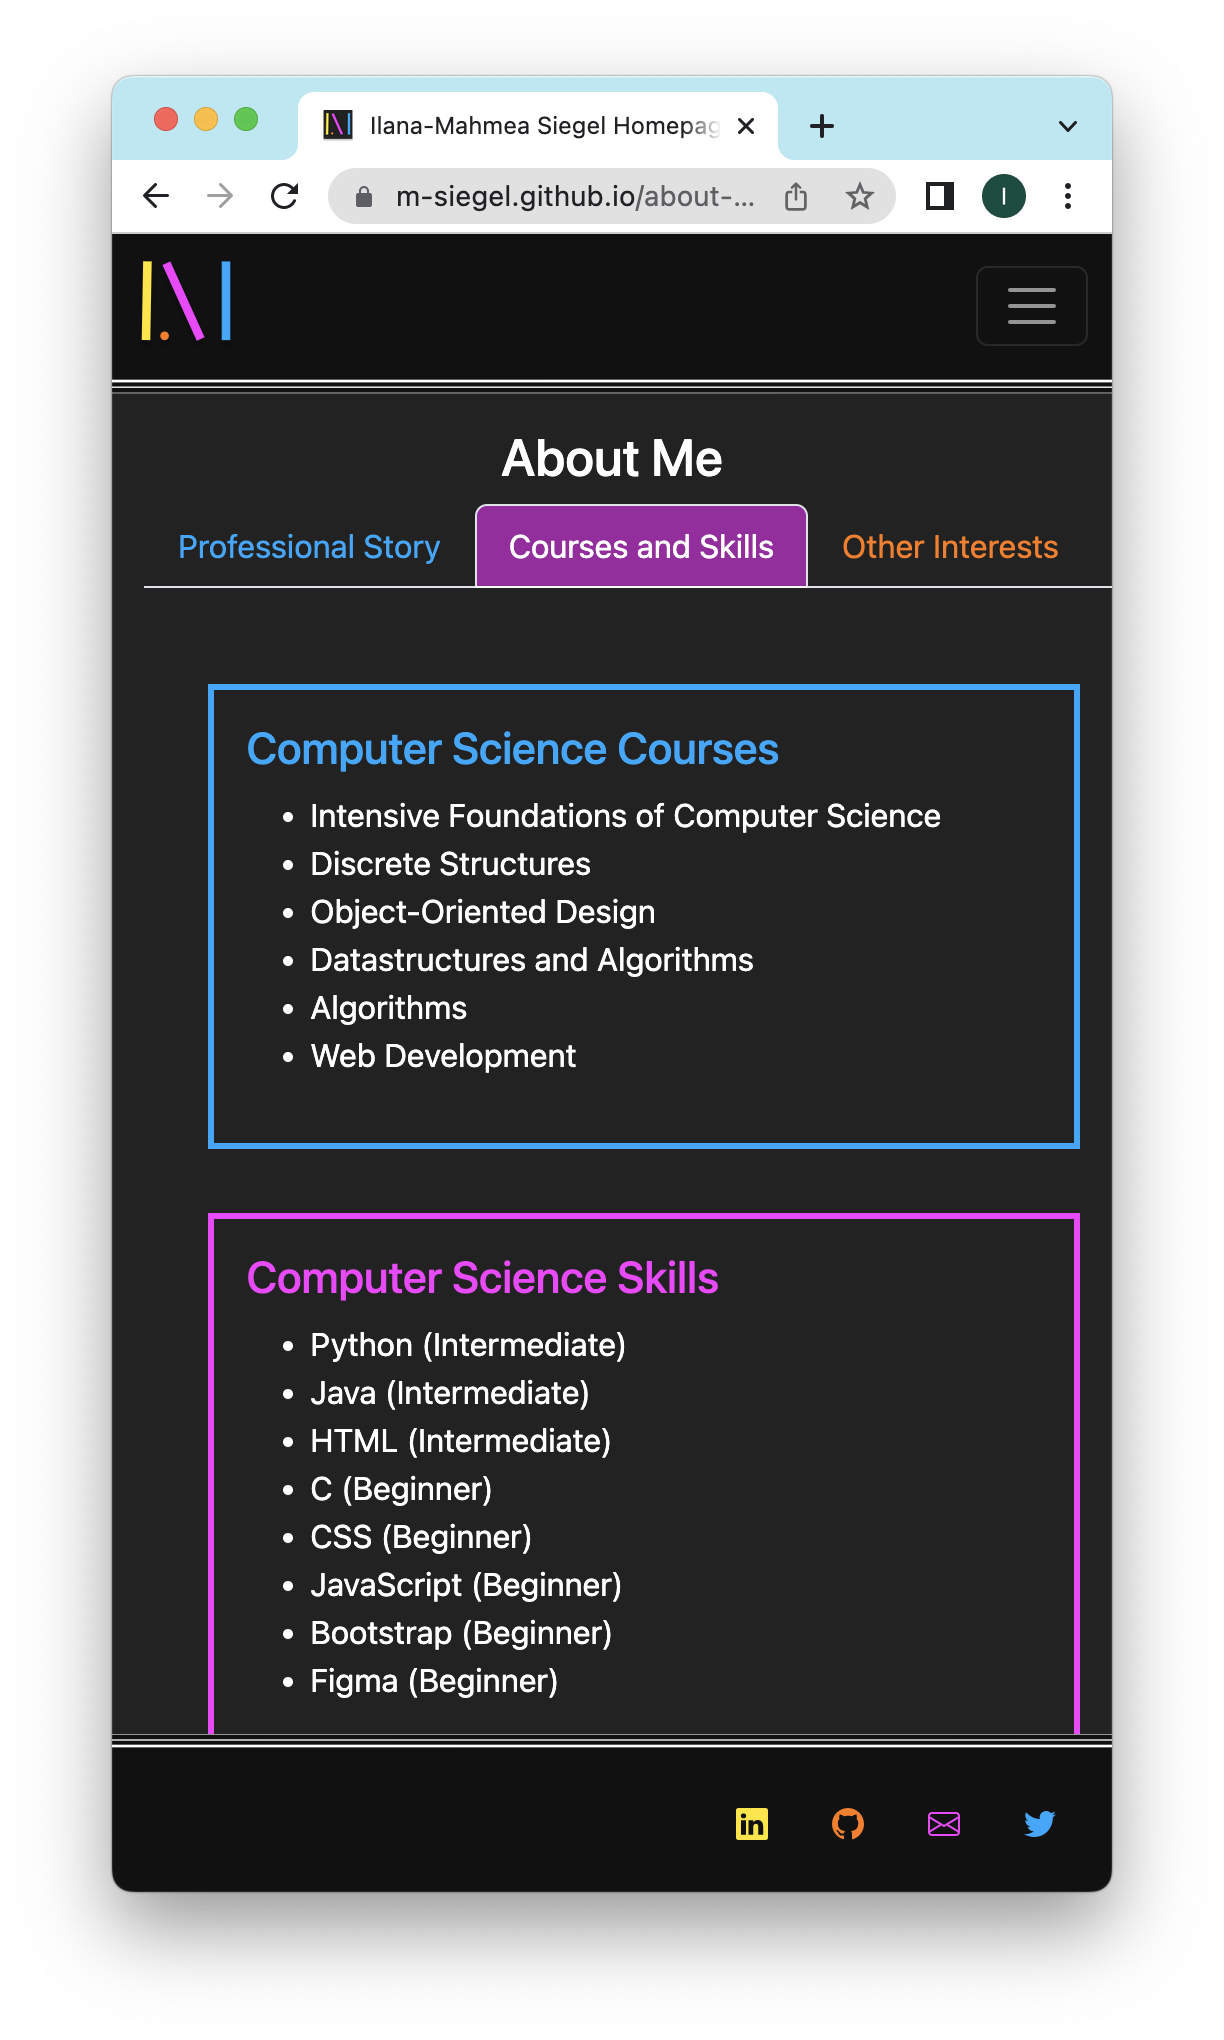 Ilana-Mahmea Siegel Homepag
m-siegel.github.io/about-...
I
About Me
Professional Story
Courses and Skills
Other Interests
Computer Science Courses
• Intensive Foundations of Computer Science
• Discrete Structures
• Object-Oriented Design
• Datastructures and Algorithms
• Algorithms
• Web Development
Computer Science Skills
• Python (Intermediate)
• Java (Intermediate)
• HTML (Intermediate)
• C (Beginner)
• CSS (Beginner)
• JavaScript (Beginner)
• Bootstrap (Beginner)
• Figma (Beginner)
in